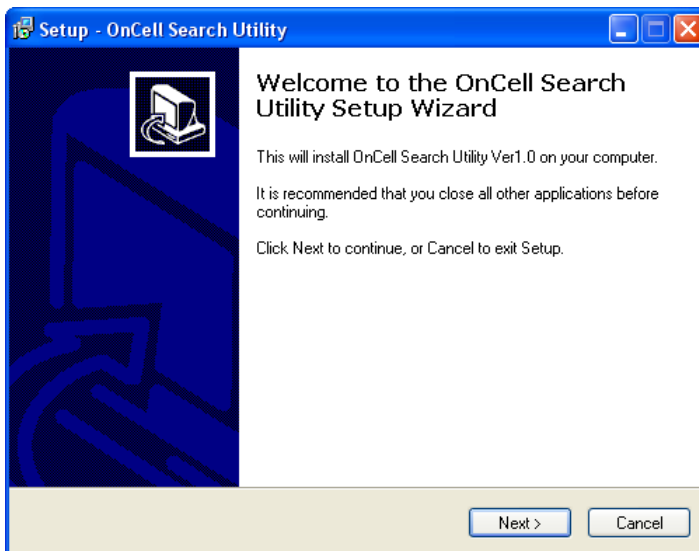 Setup - OnCell Search Utility
Welcome to the OnCell Search
Utility Setup Wizard
This will install OnCell Search Utility Ver1.0 on your computer.
It is recommended that you close all other applications before
continuing.
Click Next to continue, or Cancel to exit Setup.
Next >
Cancel